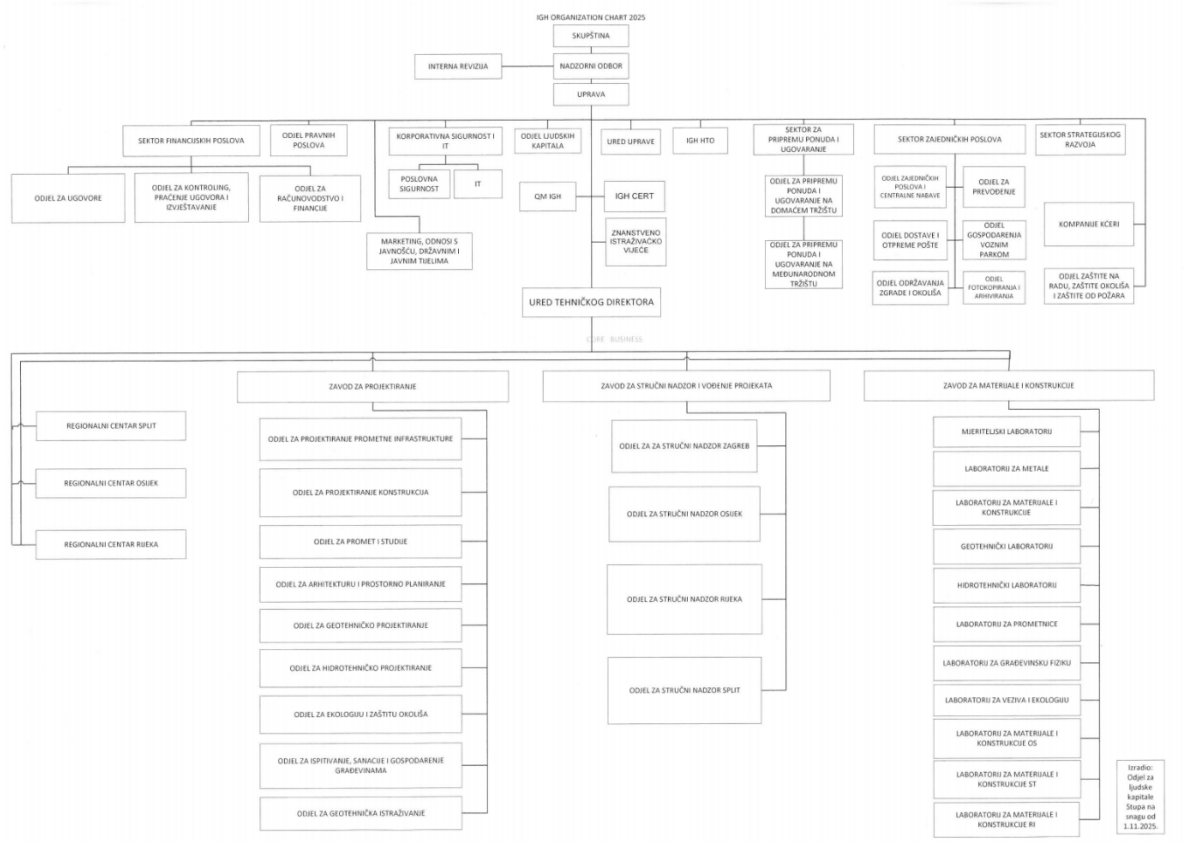 IGH ORGANIZATION CHART 2025
SKUPŠTINA
INTERNA REVIZIJA
NADZORNI ODBOR
UPRAVA
SEKTOR FINANCIJSKIH POSLOVA
ODJEL PRAVNIH
POSLOVA
KORPORATIVNA SIGURNOST I
IT
ODJEL LJUDSKIH
KAPITALA
URED UPRAVE
IGH HTO
SEKTOR ZA
PRIPREMU PONUDA I
UGOVARANJE
SEKTOR ZAJEDNIČKIH POSLOVA
SEKTOR STRATEGIJSKOG
RAZVOJA
ODJEL ZA UGOVORE
ODJEL ZA KONTROLING,
PRAĆENJE UGOVORA I
IZVJEŠTAVANJE
ODJEL ZA
RAČUNOVODSTVO I
FINANCIJE
POSLOVNA
SIGURNOST
IT
QM IGH
IGH CERT
ODJEL ZA PRIPREMU
PONUDA I
UGOVARANJE NA
DOMAĆEM TRŽIŠTU
ODJEL ZAJEDNIČKIH
POSLOVA I
CENTRALNE NABAVE
ODJEL ZA
PREVOĐENJE
MARKETING, ODNOSI S
JAVNOŠĆU, DRŽAVNIM I
JAVNIM TIJELIMA
ZNANSTVENO
ISTRAŽIVAČKO
VIJEĆE
ODJEL ZA PRIPREMU
PONUDA I
UGOVARANJE NA
MEĐUNARODNOM
TRŽIŠTU
ODJEL DOSTAVE I
OTPREME POŠTE
ODJEL
GOSPODARENJA
VOZNIM
PARKOM
KOMPANIJE KĆERI
ODJEL ODRŽAVANJA
ZGRADE I OKOLIŠA
ODJEL
FOTOKOPIRANJA I
ARHIVIRANJA
ODJEL ZAŠTITE NA
RADU, ZAŠTITE OKOLIŠA
I ZAŠTITE OD POŽARA
URED TEHNIČKOG DIREKTORA
CORE BUSINESS
ZAVOD ZA PROJEKTIRANJE
ZAVOD ZA STRUČNI NADZOR I VOĐENJE PROJEKATA
ZAVOD ZA MATERIJALE I KONSTRUKCIJE
REGIONALNI CENTAR SPLIT
REGIONALNI CENTAR OSIJEK
REGIONALNI CENTAR RIJEKA
ODJEL ZA PROJEKTIRANJE PROMETNE INFRASTRUKTURE
ODJEL ZA PROJEKTIRANJE KONSTRUKCIJA
ODJEL ZA PROMET I STUDIJE
ODJEL ZA ARHITEKTURU I PROSTORNO PLANIRANJE
ODJEL ZA GEOTEHNIČKO PROJEKTIRANJE
ODJEL ZA HIDROTEHNIČKO PROJEKTIRANJE
ODJEL ZA EKOLOGIJU I ZAŠTITU OKOLIŠA
ODJEL ZA ISPITIVANJE, SANACIJE I GOSPODARENJE
GRAĐEVINAMA
ODJEL ZA GEOTEHNIČKA ISTRAŽIVANJE
ODJEL ZA ZA STRUČNI NADZOR ZAGREB
ODJEL ZA STRUČNI NADZOR OSIJEK
ODJEL ZA STRUČNI NADZOR RIJEKA
ODJEL ZA STRUČNI NADZOR SPLIT
MJERITELJSKI LABORATORIJ
LABORATORIJ ZA METALE
LABORATORIJ ZA MATERIJALE I
KONSTRUKCIJE
GEOTEHNIČKI LABORATORIJ
HIDROTEHNIČKI LABORATORIJ
LABORATORIJ ZA PROMETNICE
LABORATORIJ ZA GRAĐEVINSKU FIZIKU
LABORATORIJ ZA VEZIVA I EKOLOGIJU
LABORATORIJ ZA MATERIJALE I
KONSTRUKCIJE OS
LABORATORIJ ZA MATERIJALE I
KONSTRUKCIJE ST
LABORATORIJ ZA MATERIJALE I
KONSTRUKCIJE RI
Izradio:
Odjel za
ljudske
kapitale
Stupa na
snagu od
1.11.2025.